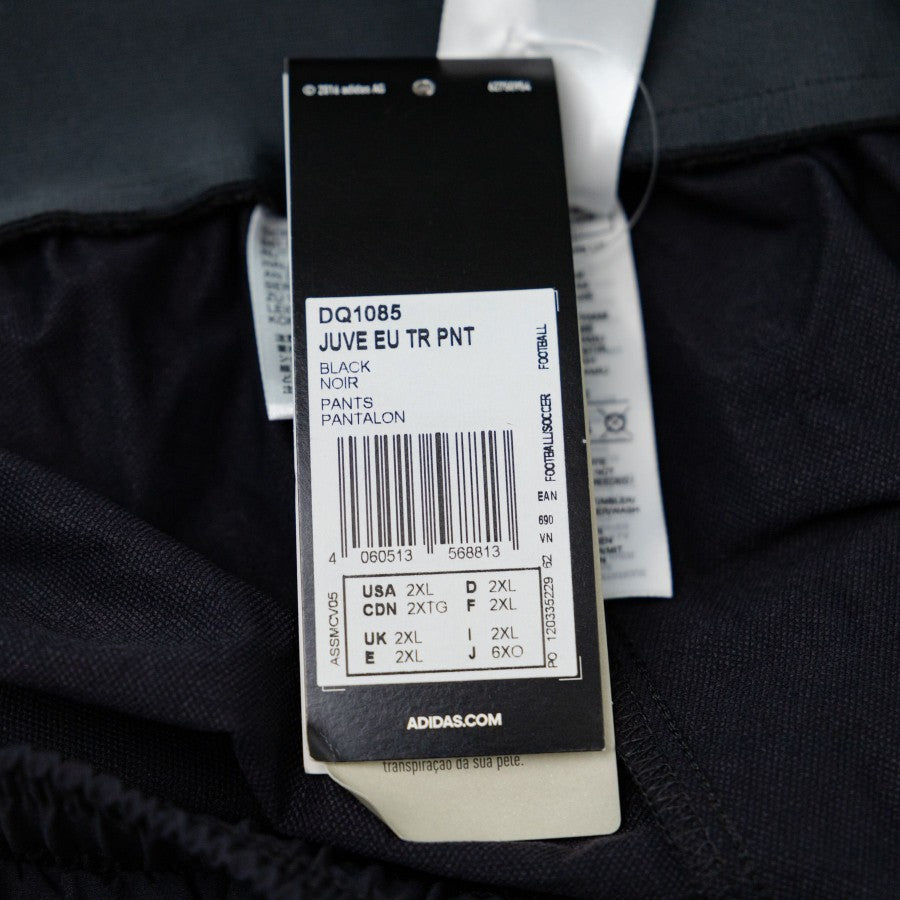 © 2016 adidas AG
DQ1085
JUVE EU TR PNT
BLACK
NOIR
PANTS
PANTALON
FOOTBALL
FOOTBALL/SOCCER
EAN
690
VN
62
PO 120335229
4 060513 568813
ASSMCV05
USA 2XL D 2XL
CDN 2XTG F 2XL
UK 2XL I 2XL
E 2XL J 6XO
ADIDAS.COM
transpiração da sua pele.